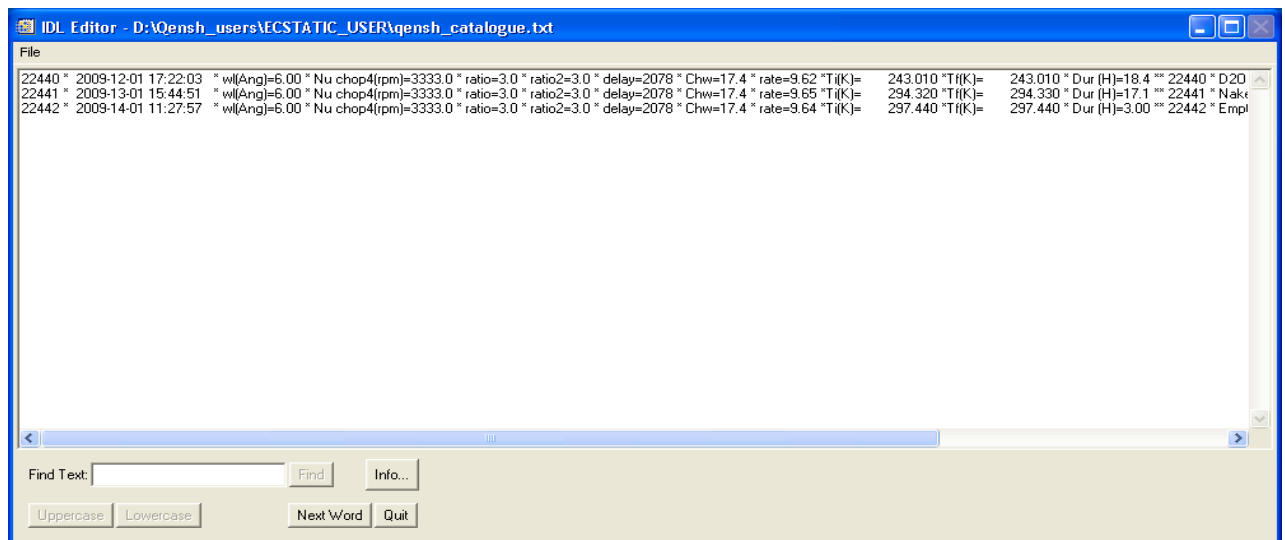 IDL Editor - D:\Qensh_users\ECSTATIC_USER\qensh_catalogue.txt
File
22440 * 2009-12-01 17:22:03 * wl(Ang)=6.00 * Nu chop4(rpm)=3333.0 * ratio=3.0 * ratio2=3.0 * delay=2078 * Chw=17.4 * rate=9.62 *Ti(K)= 243.010 *Tf(K)= 243.010 * Dur (H)=18.4 ** 22440 * D2O
22441 * 2009-13-01 15:44:51 * wl(Ang)=6.00 * Nu chop4(rpm)=3333.0 * ratio=3.0 * ratio2=3.0 * delay=2078 * Chw=17.4 * rate=9.65 *Ti(K)= 294.320 *Tf(K)= 294.330 * Dur (H)=17.1 ** 22441 * Nake
22442 * 2009-14-01 11:27:57 * wl(Ang)=6.00 * Nu chop4(rpm)=3333.0 * ratio=3.0 * ratio2=3.0 * delay=2078 * Chw=17.4 * rate=9.64 *Ti(K)= 297.440 *Tf(K)= 297.440 * Dur (H)=3.00 ** 22442 *
Find Text: Find Info...
Uppercase Lowercase Next Word Quit